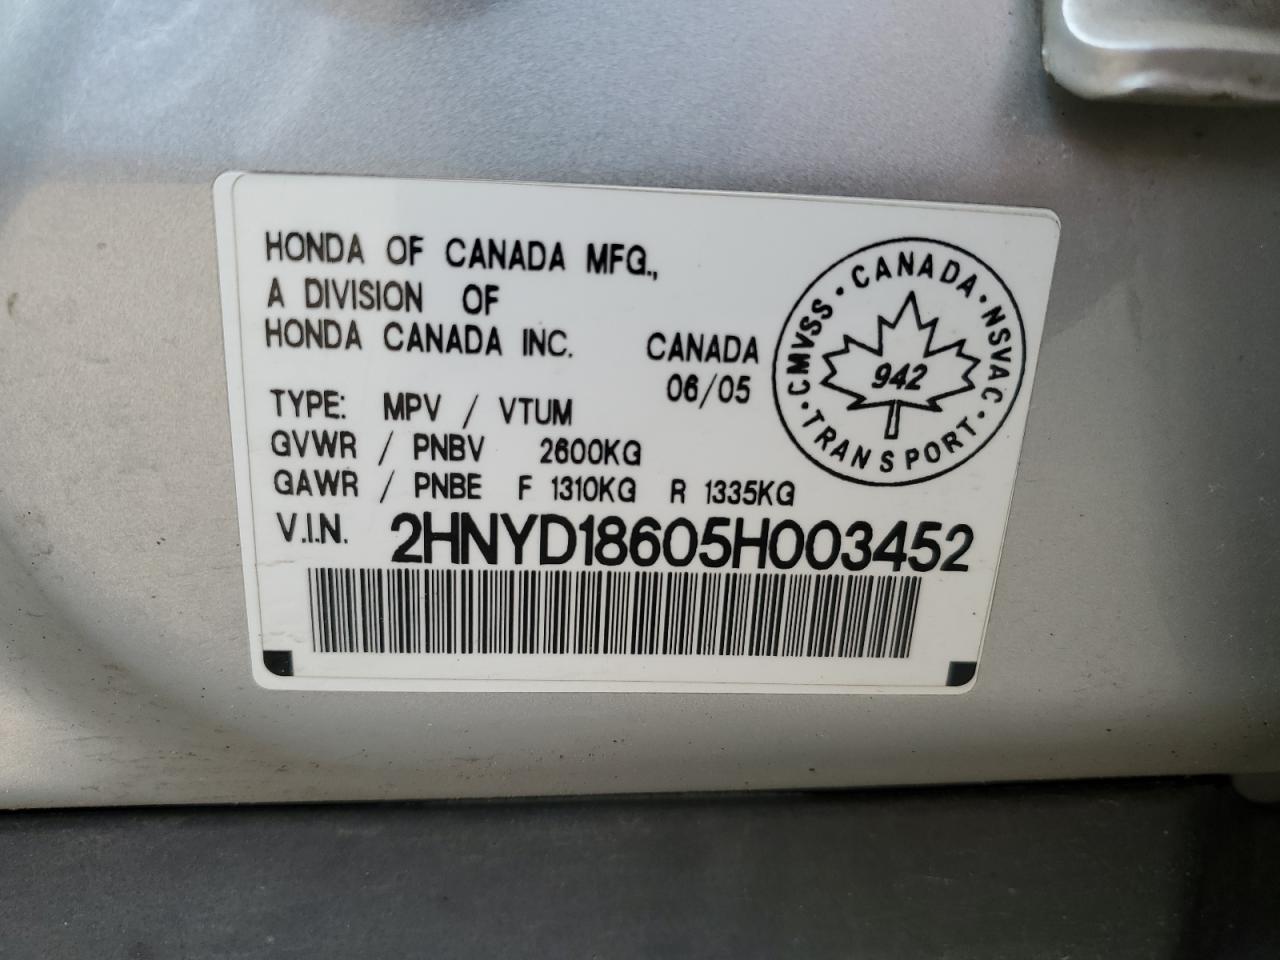 HONDA OF CANADA MFG.,
A DIVISION OF
HONDA CANADA INC.
CANADA
06/05
TYPE: MPV / VTUM
GVWR / PNBV 2600KG
GAWR / PNBE F 1310KG R 1335KG
V.I.N. 2HNYD18605H003452
CMVSS · CANADA · NSVAC ·
942
TRANSPORT